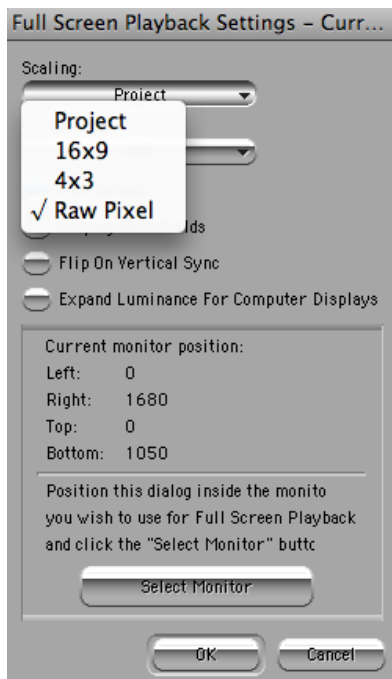 Full Screen Playback Settings – Curr...
Scaling:
Project
Project
16x9
4x3
√ Raw Pixel
lds
Flip On Vertical Sync
Expand Luminance For Computer Displays
Current monitor position:
Left: 0
Right: 1680
Top: 0
Bottom: 1050
Position this dialog inside the monito
you wish to use for Full Screen Playback
and click the "Select Monitor" buttc
Select Monitor
OK Cancel